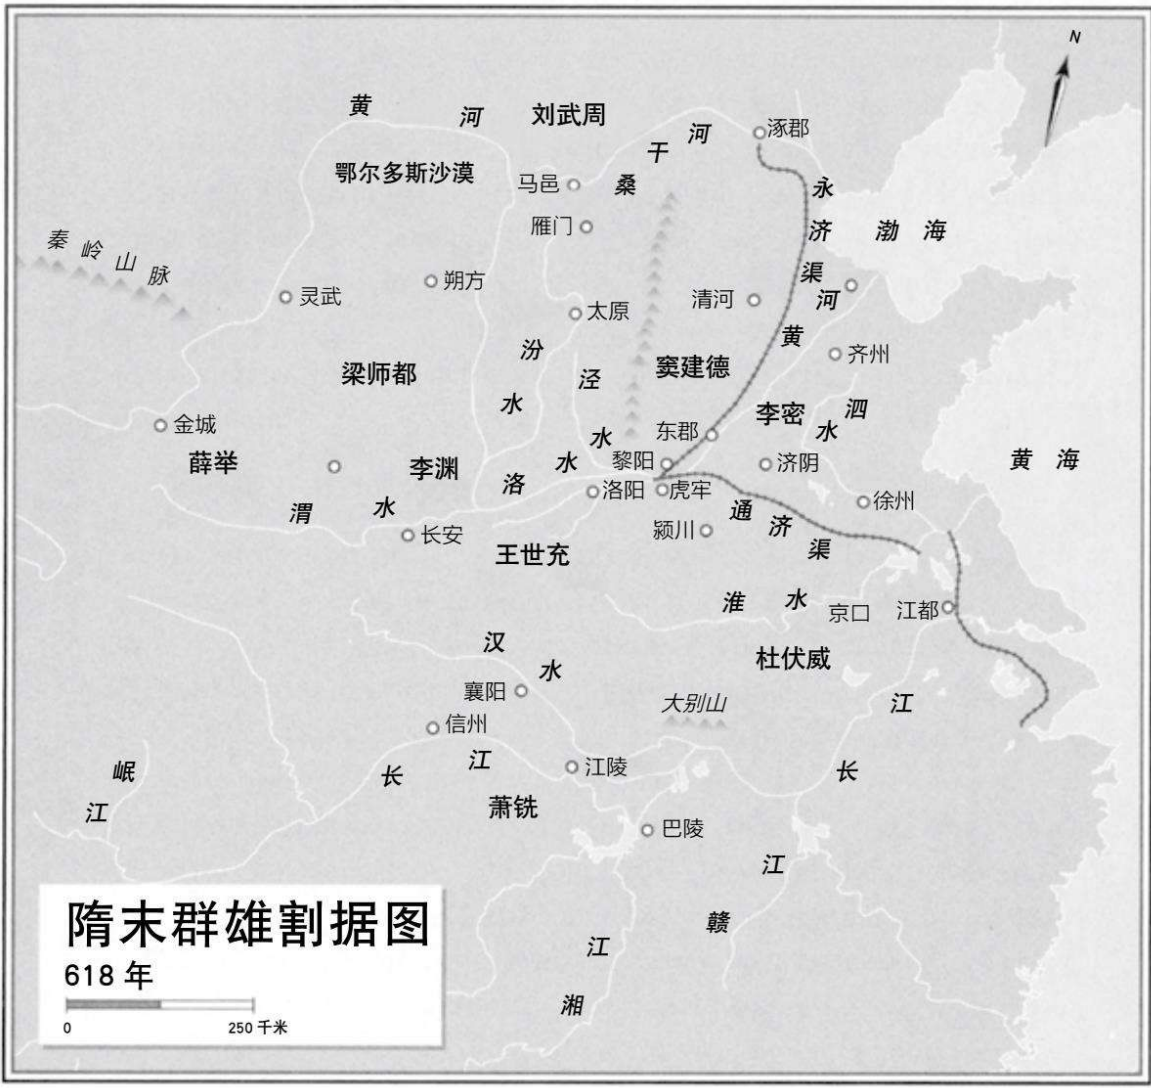 N
黄河
刘武周
桑干河
涿郡
鄂尔多斯沙漠
马邑
永济渠
雁门
渤海
秦岭山脉
灵武
朔方
清河
黄河
太原
汾水
泾水
窦建德
齐州
梁师都
李密
泗水
金城
东郡
薛举
李渊
洛水
黎阳
济阴
黄海
渭水
洛阳
虎牢
通济渠
徐州
长安
颍川
王世充
淮水
京口
江都
汉水
杜伏威
襄阳
大别山
信州
长江
岷江
长江
江陵
萧铣
巴陵
赣江
湘江
隋末群雄割据图
618 年
0
250 千米